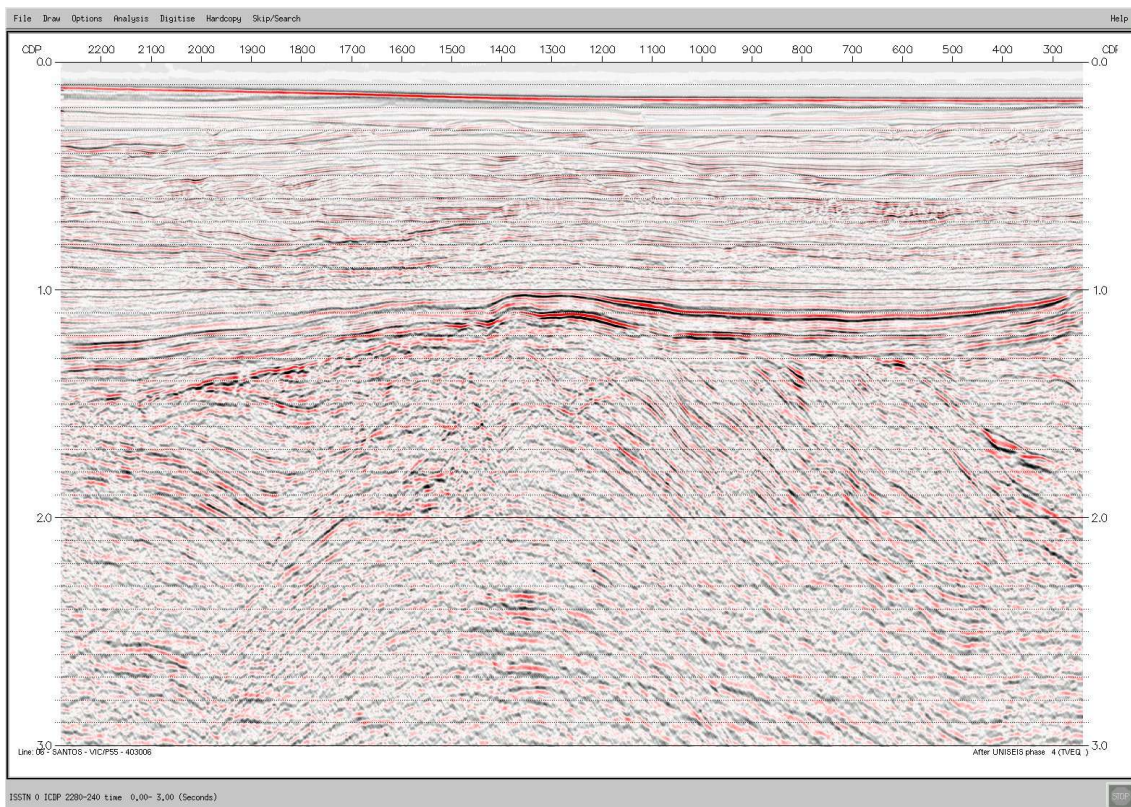 File Draw Options Analysis Digitise Hardcopy Skip/Search Help
CDP 2200 2100 2000 1900 1800 1700 1600 1500 1400 1300 1200 1100 1000 900 800 700 600 500 400 300 CDF
0.0 0.0
1.0 1.0
2.0 2.0
3.0 3.0
Line: 06 - SANTOS - VIC/P55 - 403006 After UNISEIS phase 4 (TVEQ )
ISSTN 0 ICDP 2280-240 time 0.00- 3.00 (Seconds) STOP